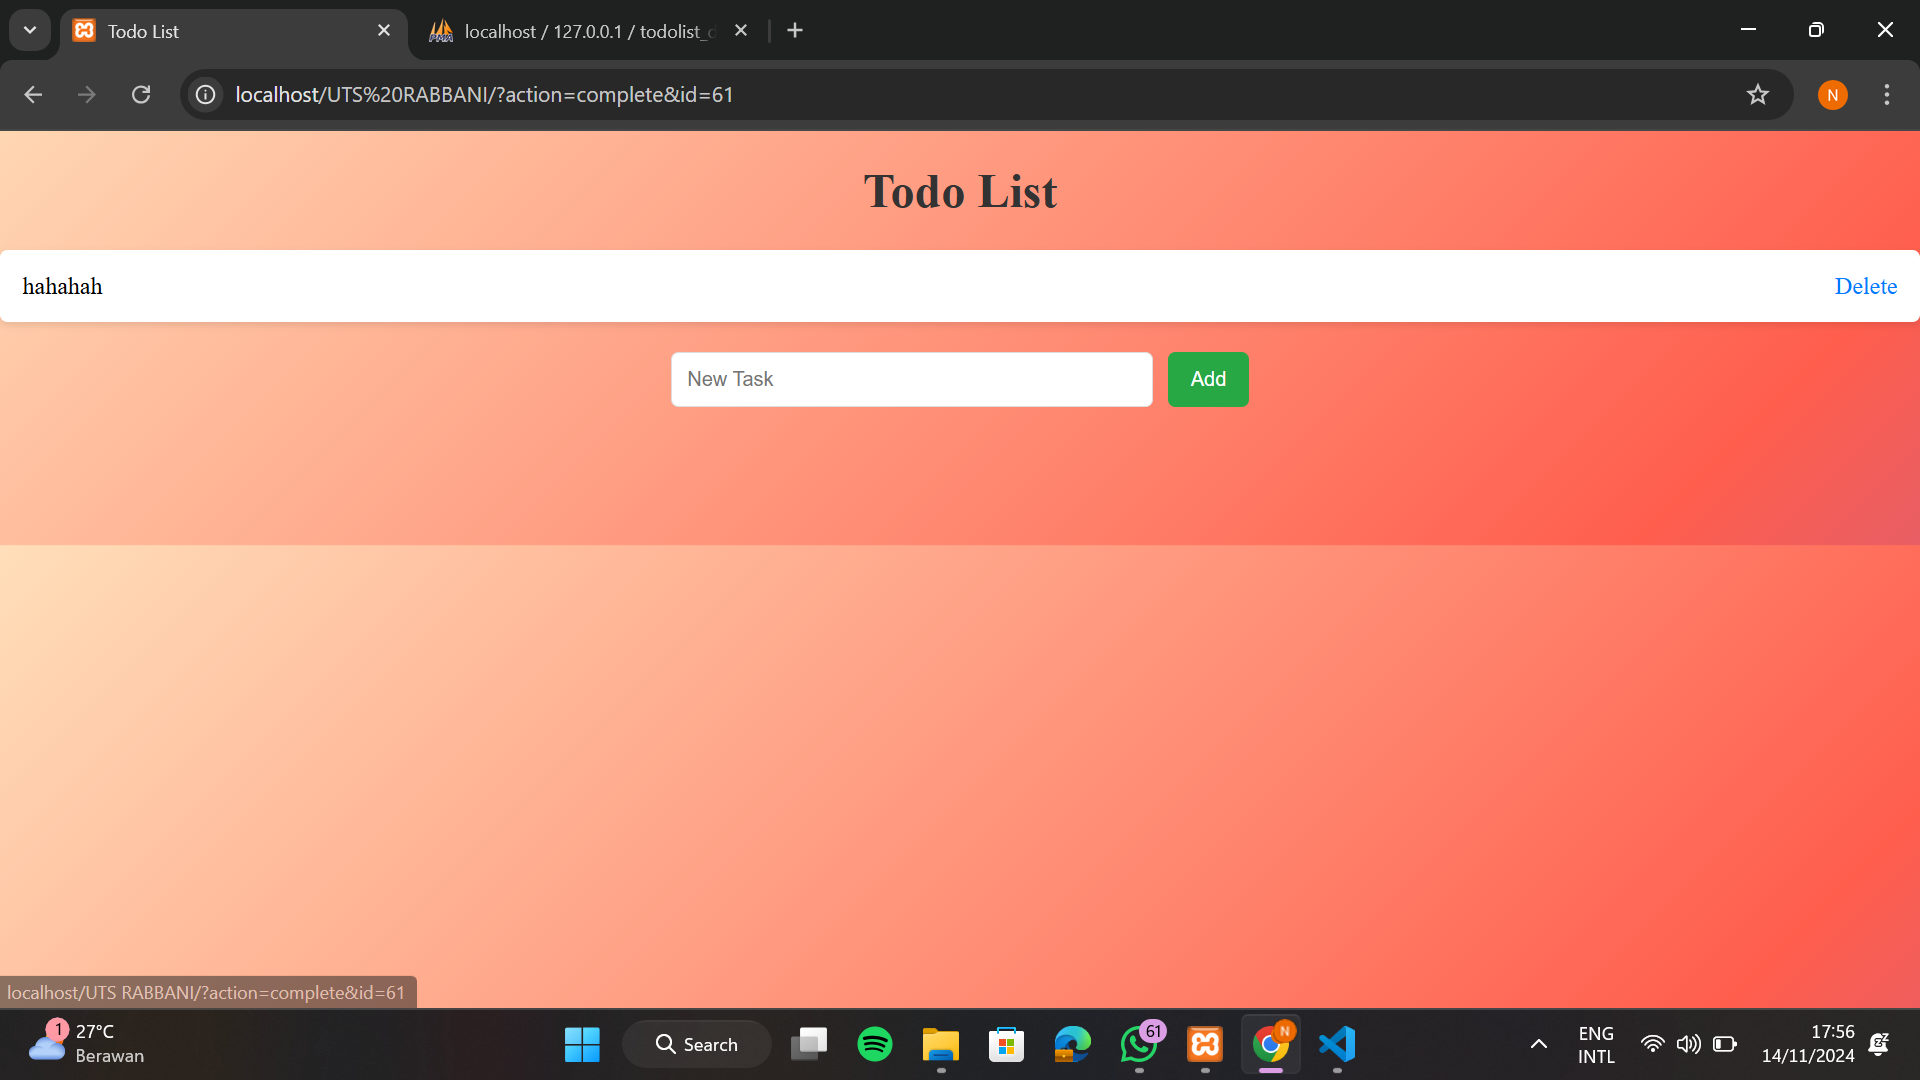 Todo List
localhost / 127.0.0.1 / todolist_d
localhost/UTS%20RABBANI/?action=complete&id=61
N
Todo List
hahahah
Delete
New Task
Add
localhost/UTS RABBANI/?action=complete&id=61
1
27°C
Berawan
Search
61
N
ENG
INTL
17:56
14/11/2024